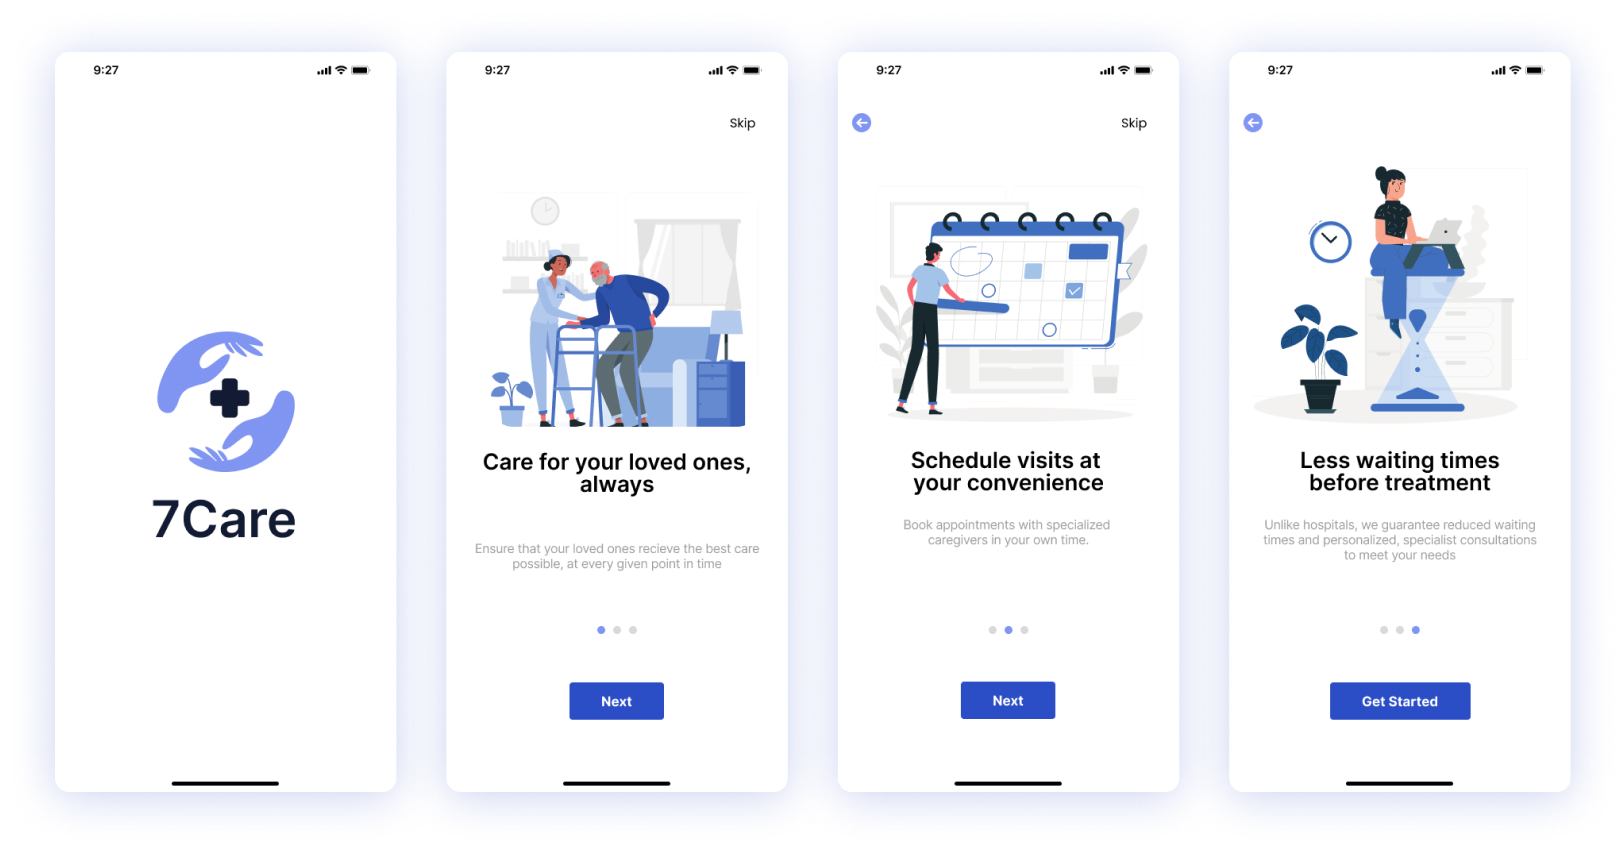 9:27
7Care
9:27
Skip
Care for your loved ones,
always
Ensure that your loved ones recieve the best care
possible, at every given point in time
Next
9:27
Skip
Schedule visits at
your convenience
Book appointments with specialized
caregivers in your own time.
Next
9:27
Less waiting times
before treatment
Unlike hospitals, we guarantee reduced waiting
times and personalized, specialist consultations
to meet your needs
Get Started